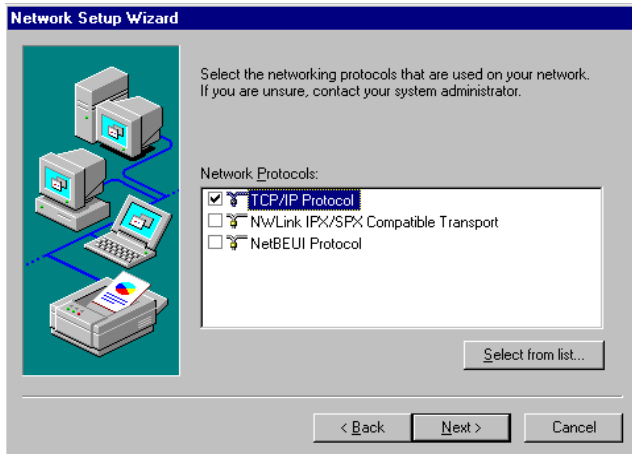 Network Setup Wizard
Select the networking protocols that are used on your network.
If you are unsure, contact your system administrator.
Network Protocols:
TCP/IP Protocol
NWLink IPX/SPX Compatible Transport
NetBEUI Protocol
Select from list...
< Back
Next >
Cancel